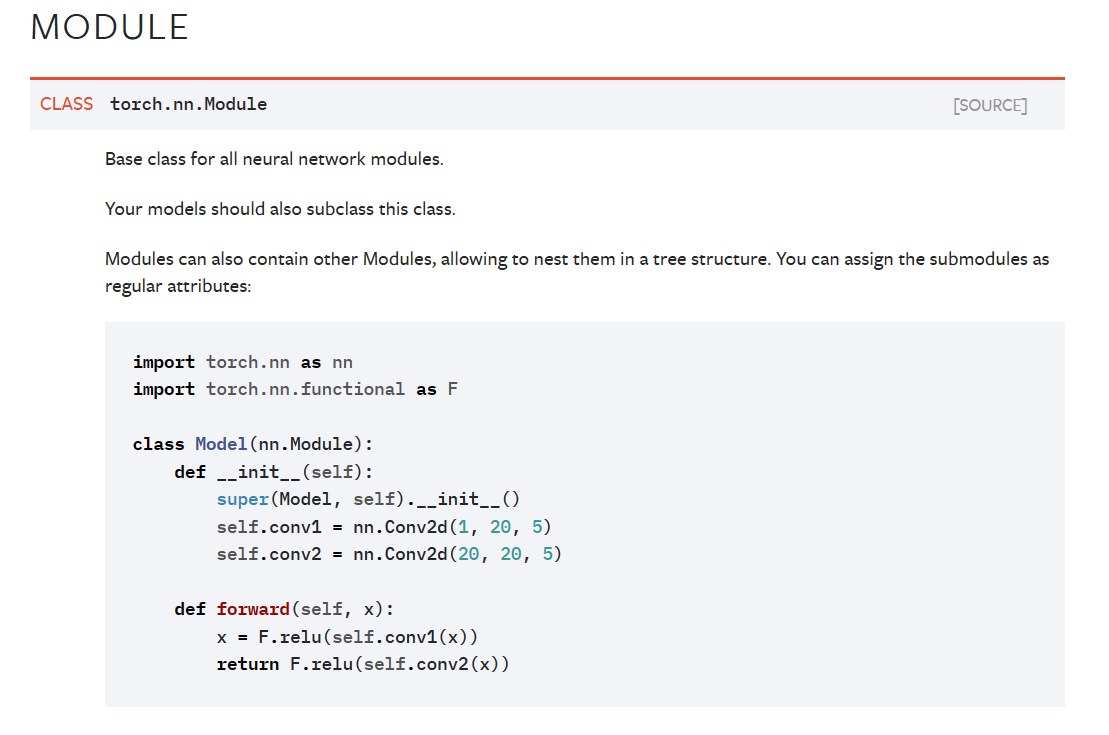 MODULE
CLASS torch.nn.Module [SOURCE]
Base class for all neural network modules.
Your models should also subclass this class.
Modules can also contain other Modules, allowing to nest them in a tree structure. You can assign the submodules as
regular attributes:
import torch.nn as nn
import torch.nn.functional as F
class Model(nn.Module):
    def __init__(self):
        super(Model, self).__init__()
        self.conv1 = nn.Conv2d(1, 20, 5)
        self.conv2 = nn.Conv2d(20, 20, 5)
    def forward(self, x):
        x = F.relu(self.conv1(x))
        return F.relu(self.conv2(x))